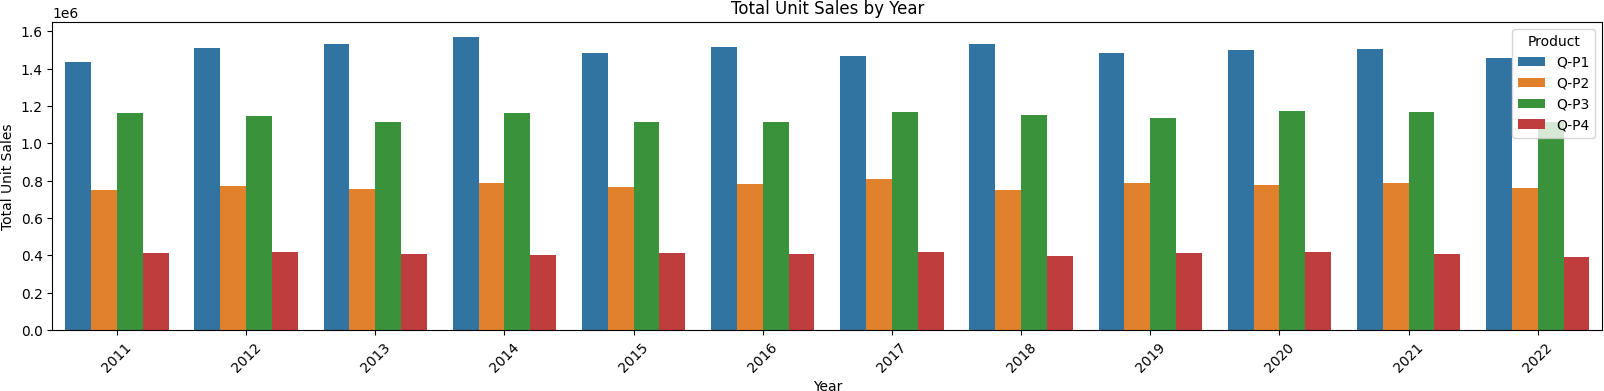 Total Unit Sales by Year
1e6
1.6
1.4
1.2
1.0
0.8
0.6
0.4
0.2
0.0
Total Unit Sales
Product
Q-P1
Q-P2
Q-P3
Q-P4
2011
2012
2013
2014
2015
2016
2017
2018
2019
2020
2021
2022
Year